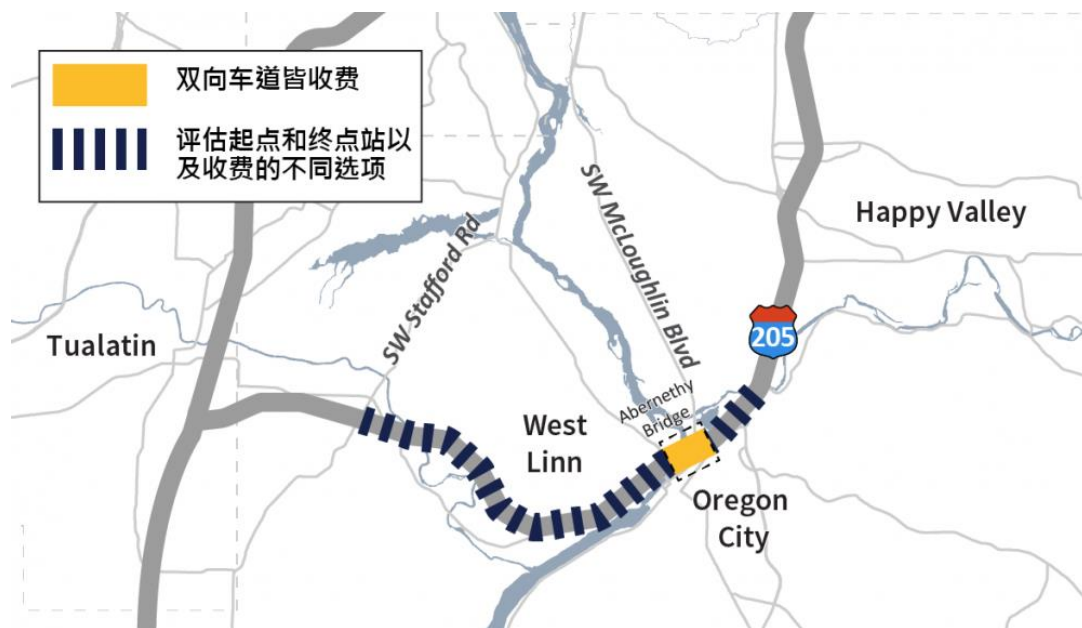 双向车道皆收费
评估起点和终点站以
及收费的不同选项
SW McLoughlin Blvd
Happy Valley
SW Stafford Rd
205
Tualatin
Abernethy
Bridge
West
Linn
Oregon
City